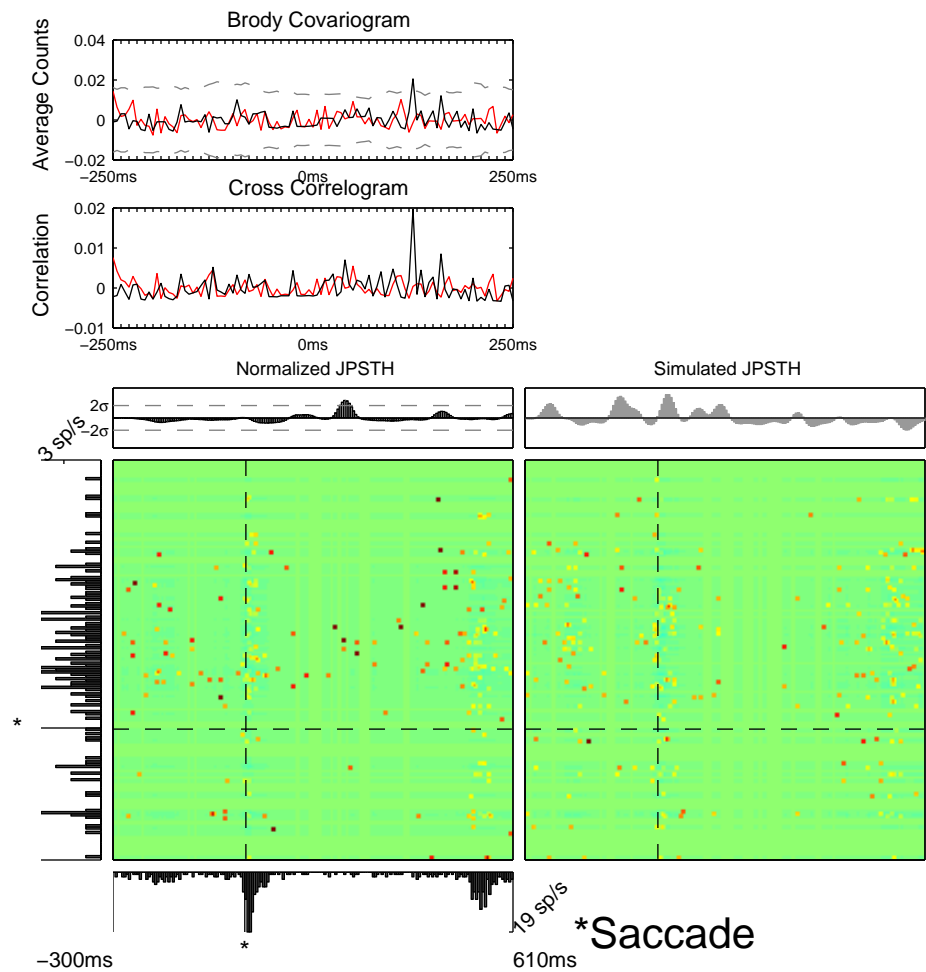 Brody Covariogram
Average Counts
0.04
0.02
0
−0.02
−250ms
0ms
250ms
Cross Correlogram
Correlation
0.02
0.01
0
−0.01
−250ms
0ms
250ms
Normalized JPSTH
Simulated JPSTH
2σ
−2σ
3 sp/s
*
*
19 sp/s
*Saccade
−300ms
610ms